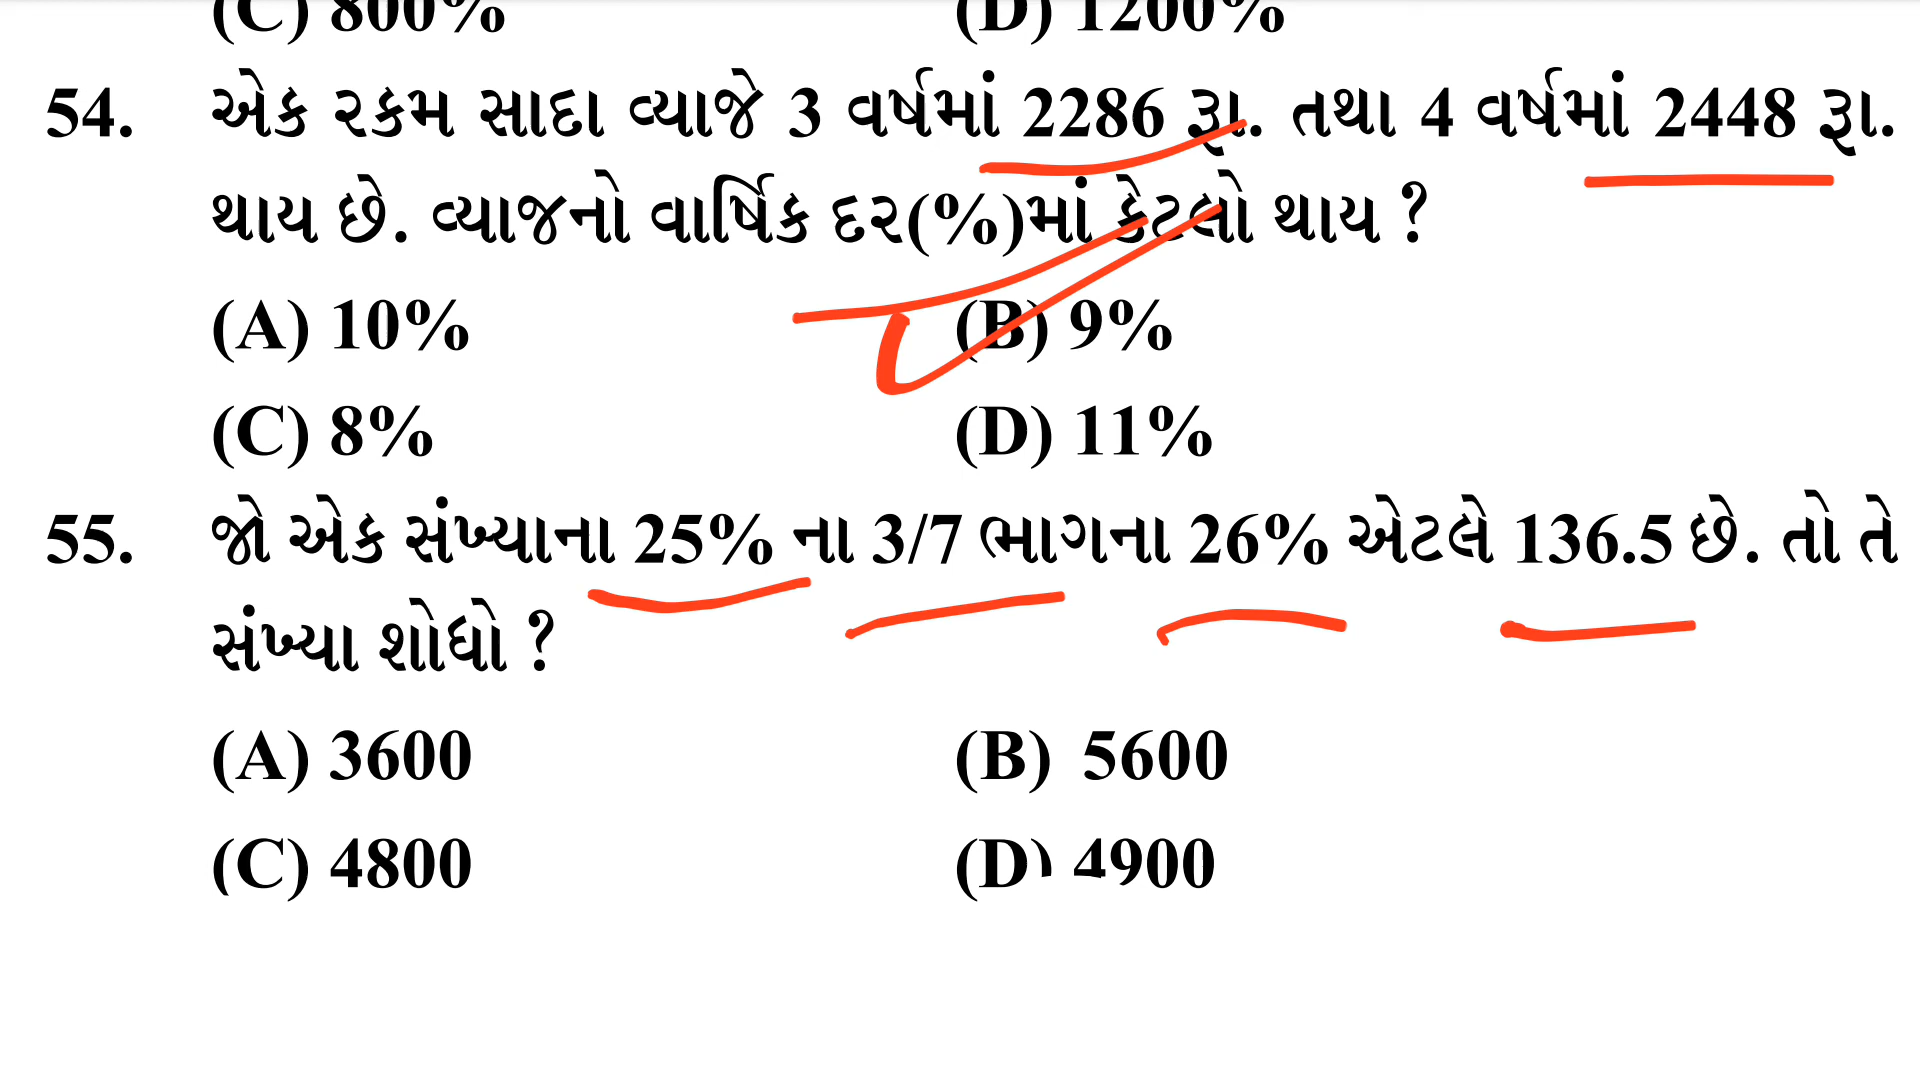 (C) 800% (D) 1200%
54. એક રકમ સાદા વ્યાજે 3 વર્ષમાં 2286 રૂા. તથા 4 વર્ષમાં 2448 રૂા.
થાય છે. વ્યાજનો વાર્ષિક દર(%)માં કેટલો થાય ?
(A) 10% (B) 9%
(C) 8% (D) 11%
55. જો એક સંખ્યાના 25% ના 3/7 ભાગના 26% એટલે 136.5 છે. તો તે
સંખ્યા શોધો ?
(A) 3600 (B) 5600
(C) 4800 (D) 4900